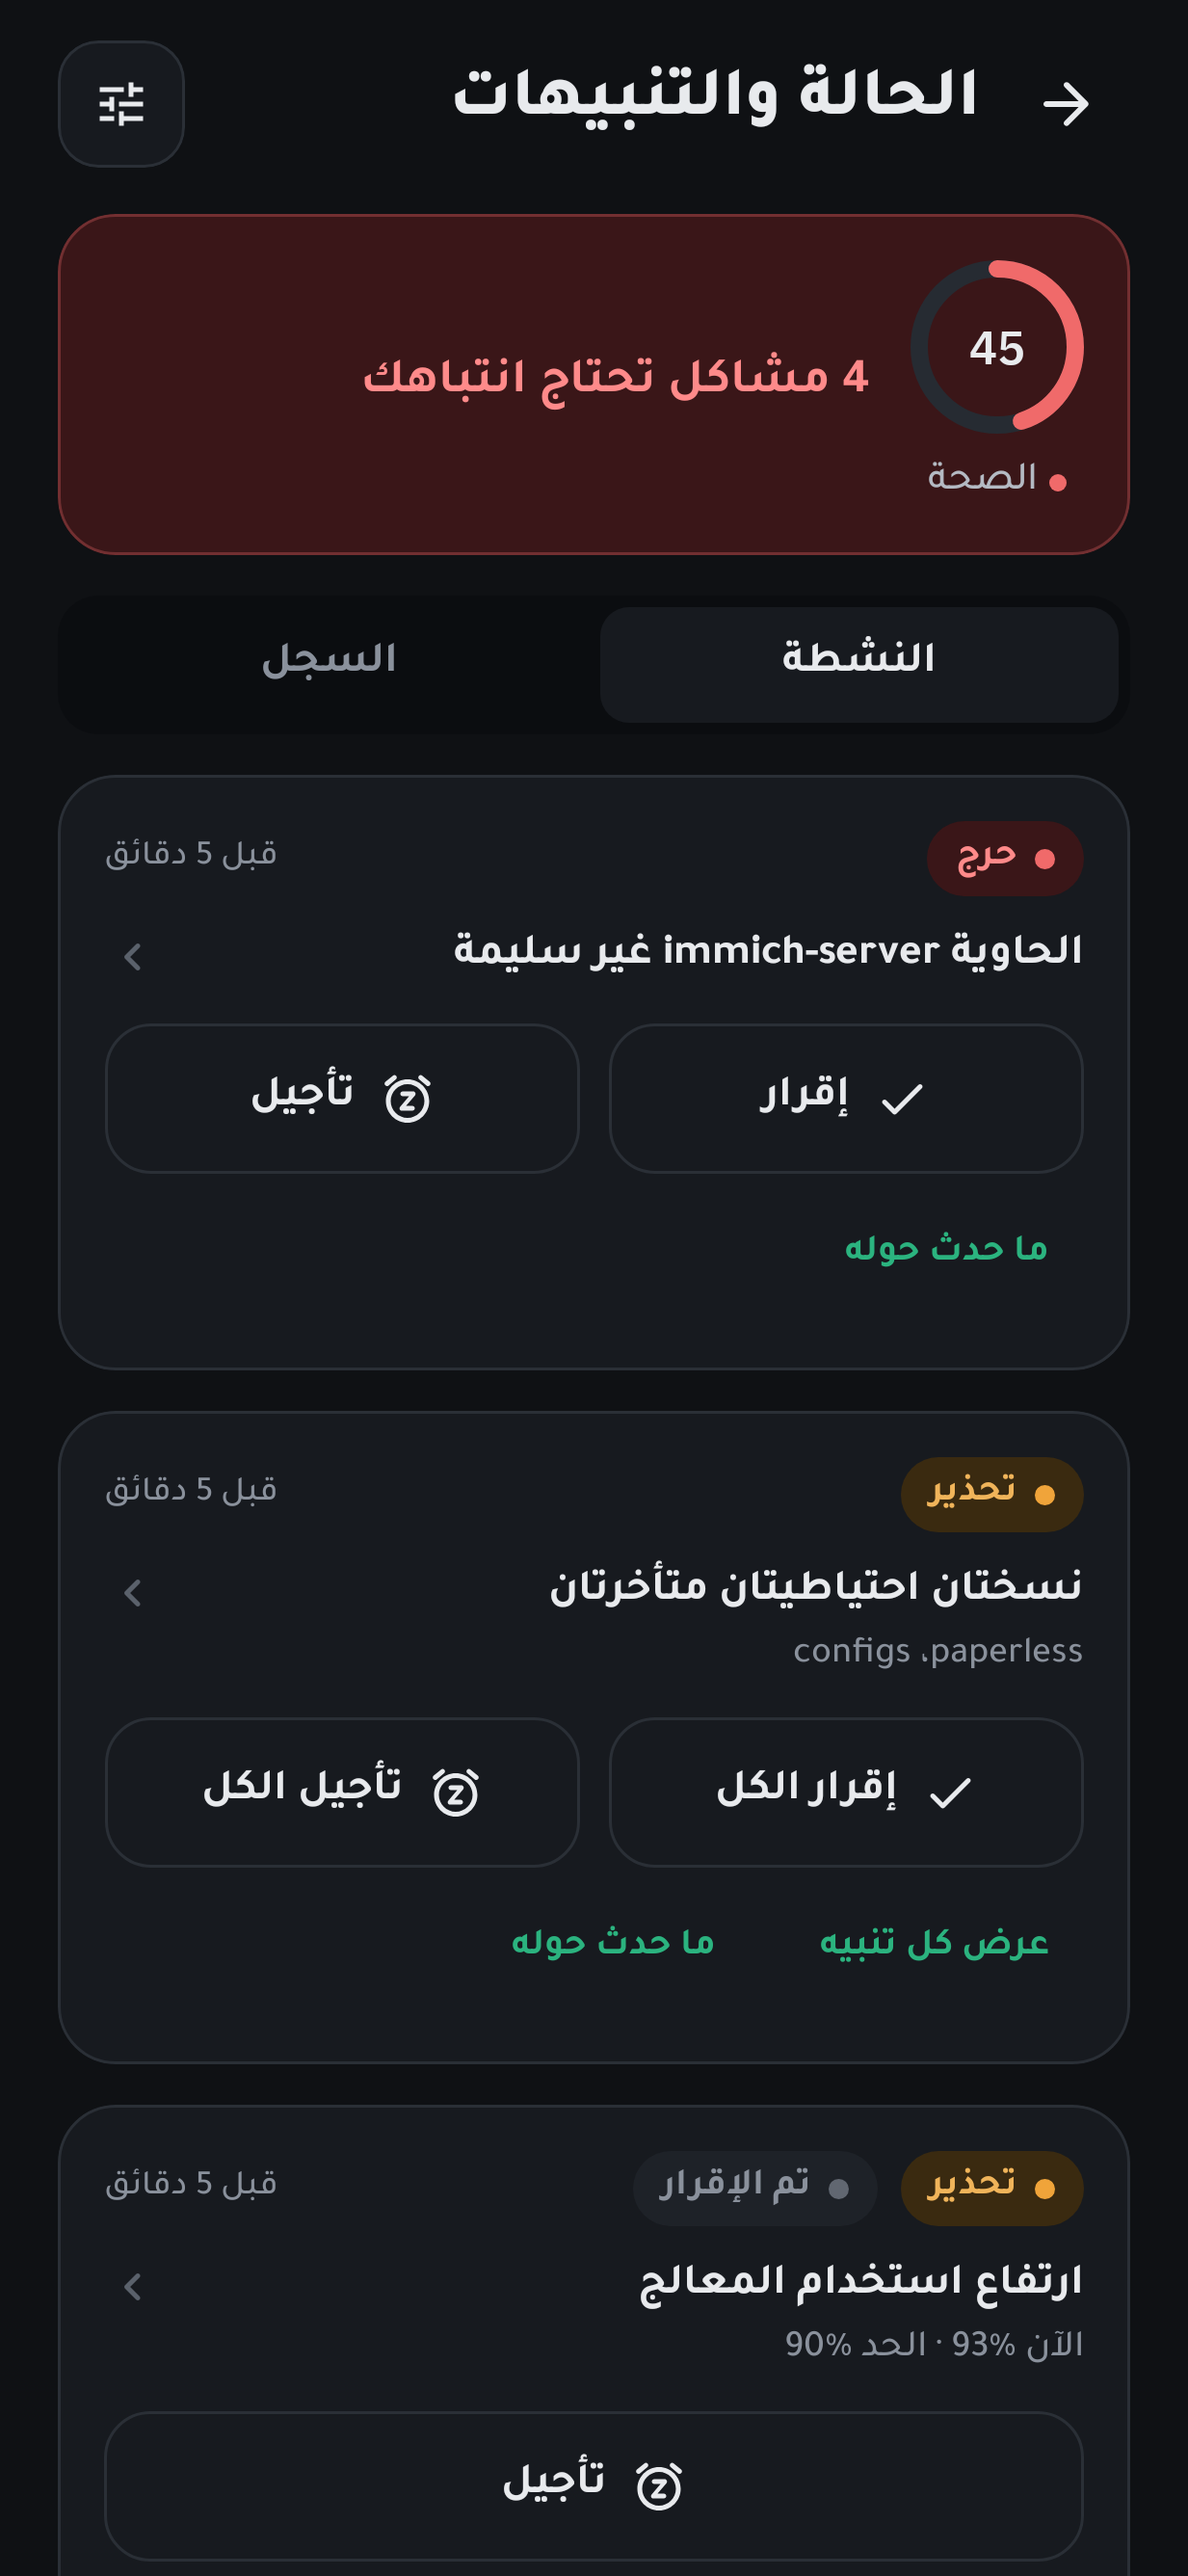 الحالة والتنبيهات
45
4 مشاكل تحتاج انتباهك
الصحة
النشطة
السجل
حرج
قبل 5 دقائق
الحاوية immich-server غير سليمة
إقرار
تأجيل
ما حدث حوله
تحذير
قبل 5 دقائق
نسختان احتياطيتان متأخرتان
paperless، configs
إقرار الكل
تأجيل الكل
عرض كل تنبيه
ما حدث حوله
تحذير
تم الإقرار
قبل 5 دقائق
ارتفاع استخدام المعالج
الآن 93% · الحد 90%
تأجيل